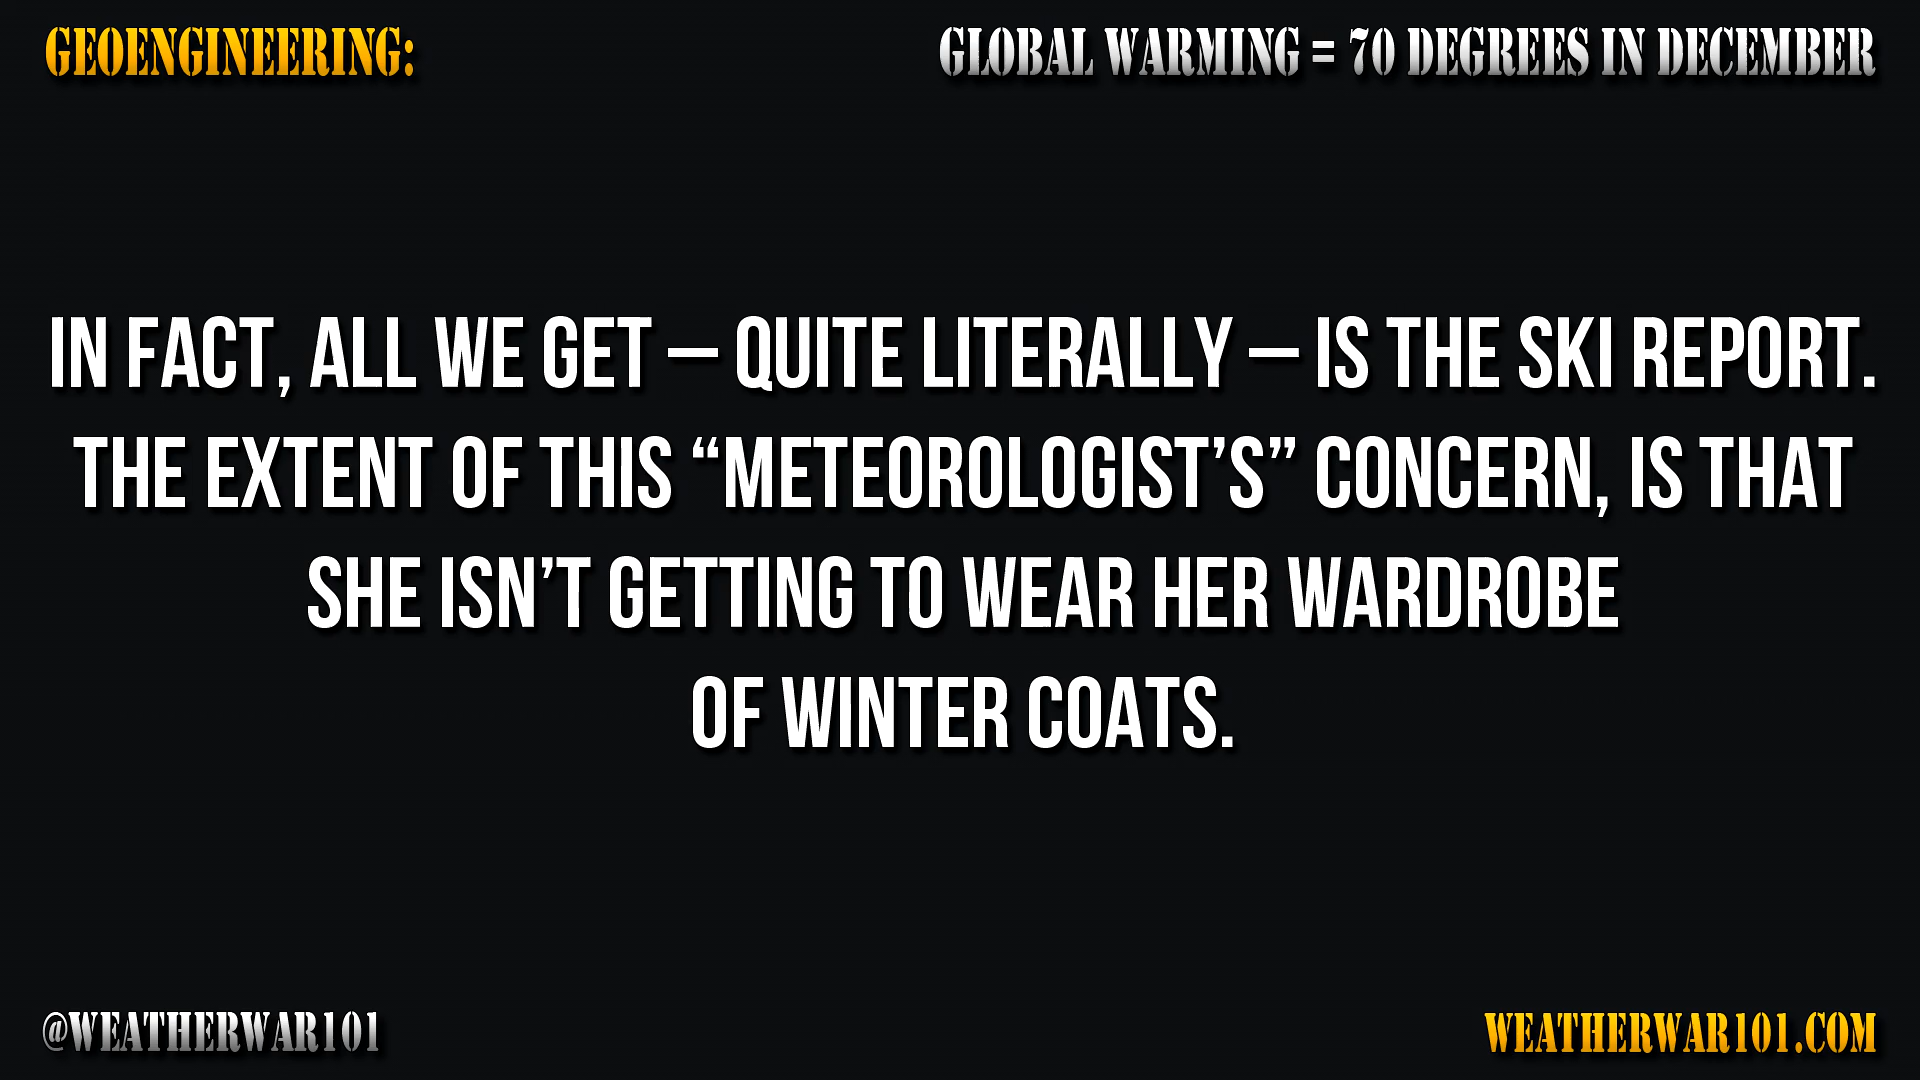 GEOENGINEERING:
GLOBAL WARMING = 70 DEGREES IN DECEMBER
IN FACT, ALL WE GET – QUITE LITERALLY – IS THE SKI REPORT.
THE EXTENT OF THIS “METEOROLOGIST’S” CONCERN, IS THAT
SHE ISN’T GETTING TO WEAR HER WARDROBE
OF WINTER COATS.
@WEATHERWAR101
WEATHERWAR101.COM